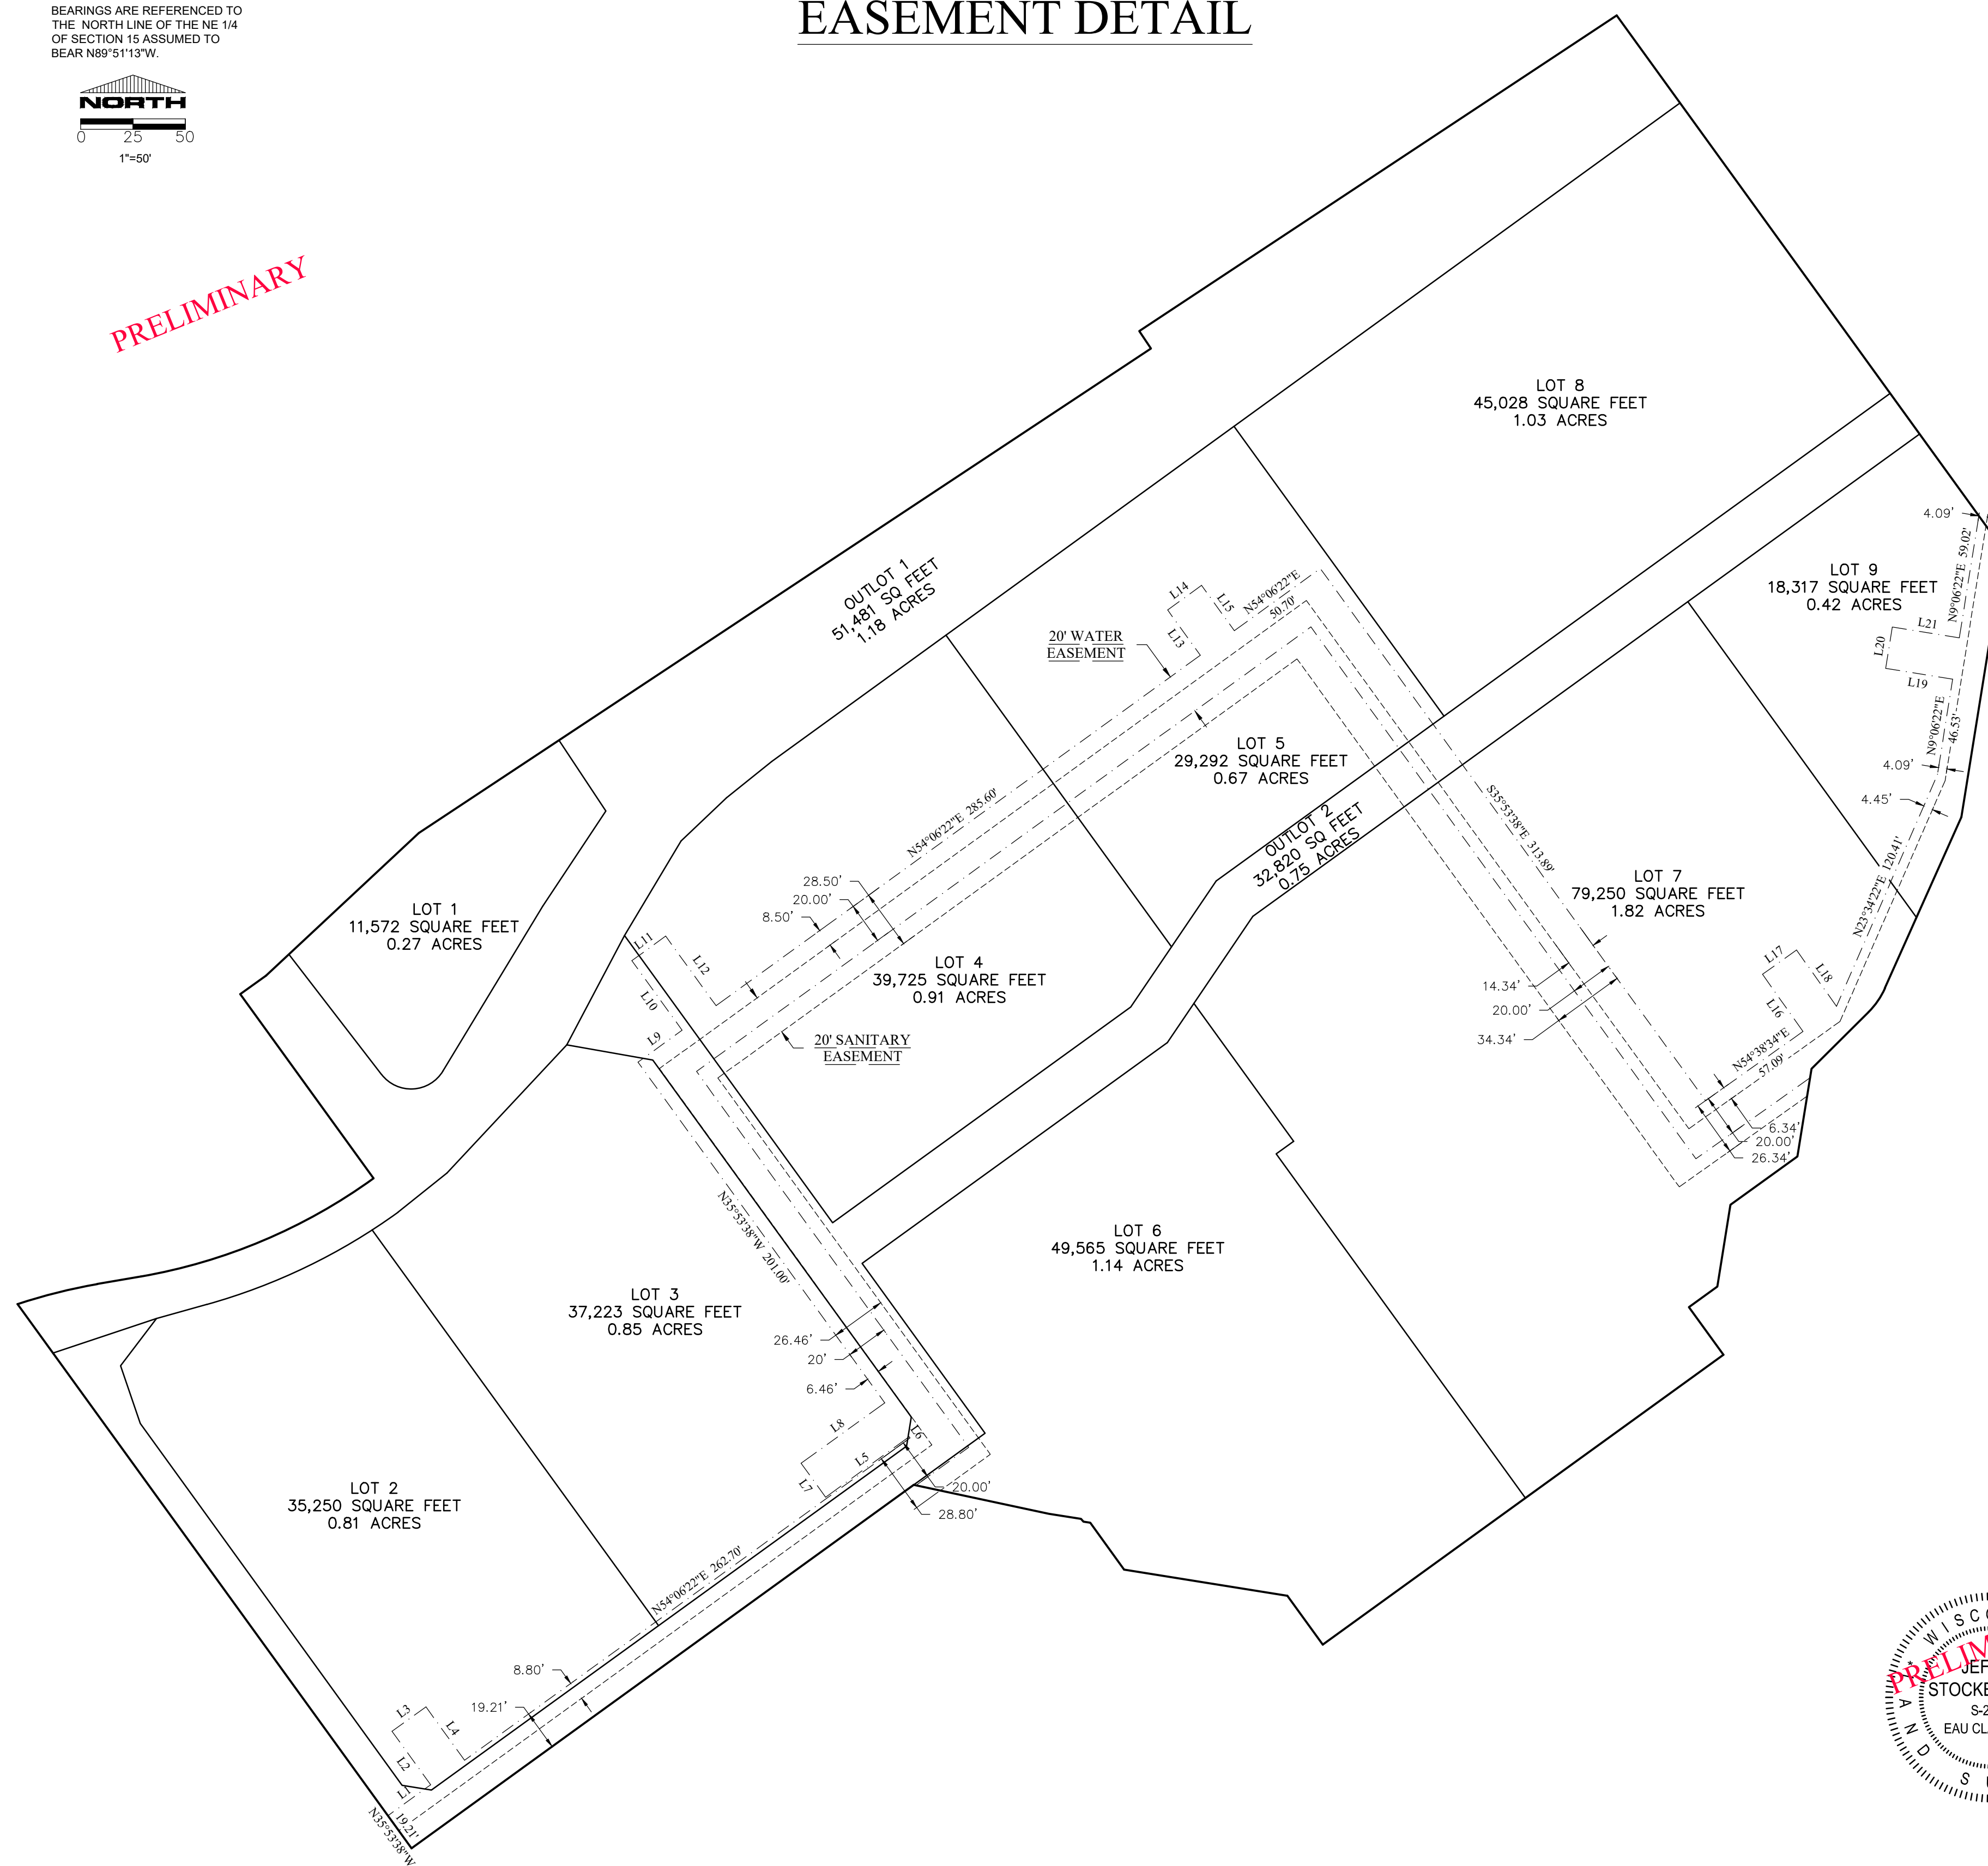 BEARINGS ARE REFERENCED TO
THE NORTH LINE OF THE NE 1/4
OF SECTION 15 ASSUMED TO
BEAR N89°51'13"W.
NORTH
0 25 50
1"=50'
EASEMENT DETAIL
PRELIMINARY
LOT 8
45,028 SQUARE FEET
1.03 ACRES
OUTLOT 1
51,481 SQ FEET
1.18 ACRES
4.09'
N9°06'22"E 59.02'
LOT 9
18,317 SQUARE FEET
0.42 ACRES
L21
L20
L19
N9°06'22"E
46.53'
4.09'
4.45'
L14
L15
L13
N54°06'22"E
50.70'
20' WATER
EASEMENT
LOT 5
29,292 SQUARE FEET
0.67 ACRES
N54°06'22"E 285.60'
S35°53'38"E 313.89'
OUTLOT 2
32,820 SQ FEET
0.75 ACRES
28.50'
20.00'
8.50'
LOT 7
79,250 SQUARE FEET
1.82 ACRES
N23°34'22"E 120.41'
LOT 1
11,572 SQUARE FEET
0.27 ACRES
L11
L12
L10
L9
LOT 4
39,725 SQUARE FEET
0.91 ACRES
20' SANITARY
EASEMENT
14.34'
20.00'
34.34'
L17
L18
L16
N54°38'34"E
57.09'
6.34'
20.00'
26.34'
N35°53'38"W 201.00'
LOT 6
49,565 SQUARE FEET
1.14 ACRES
LOT 3
37,223 SQUARE FEET
0.85 ACRES
26.46'
20'
6.46'
L8
L6
L5
L7
20.00'
28.80'
LOT 2
35,250 SQUARE FEET
0.81 ACRES
N54°06'22"E 262.70'
8.80'
19.21'
L3
L4
L2
L1
19.21'
N35°53'38"W
WISCO
PRELIM
JEF
STOCKE
S-2
EAU CL
LAND
S